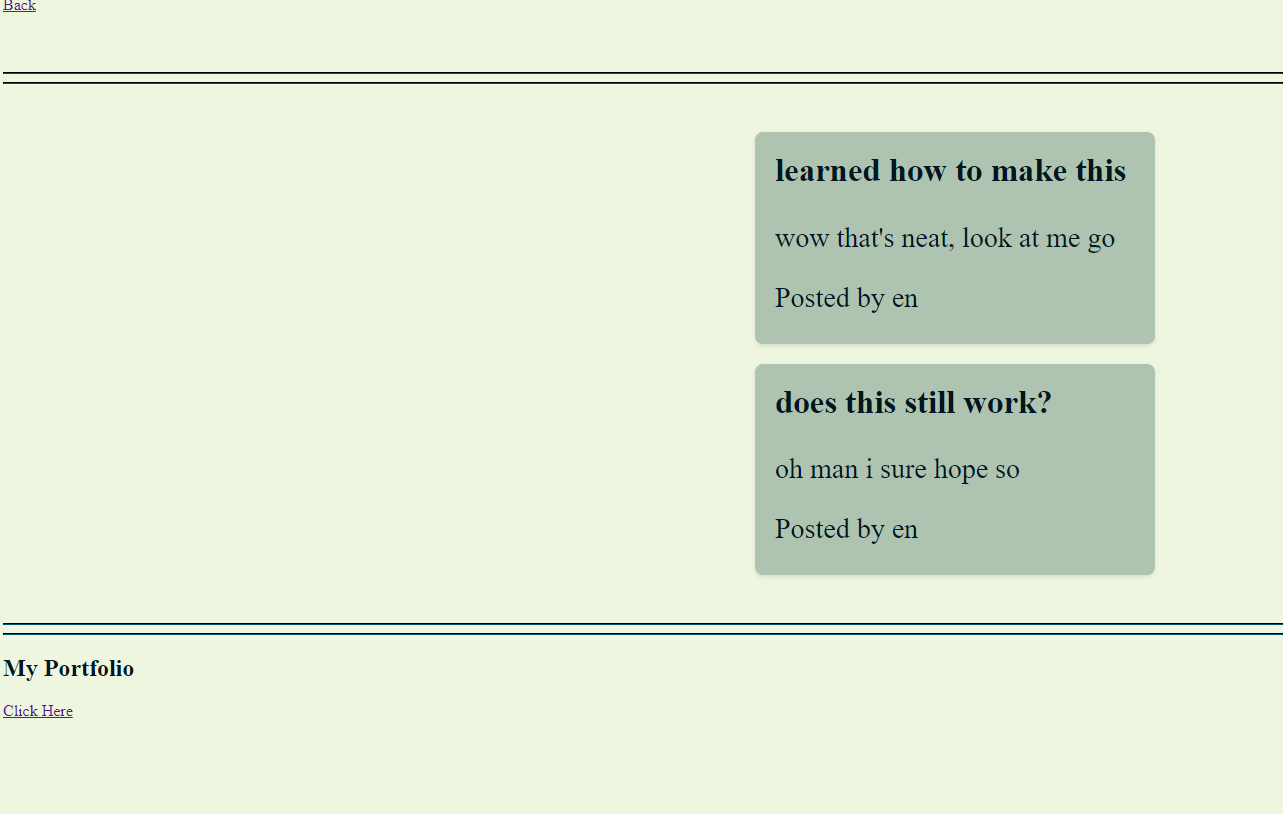 Back
learned how to make this
wow that's neat, look at me go
Posted by en
does this still work?
oh man i sure hope so
Posted by en
My Portfolio
Click Here